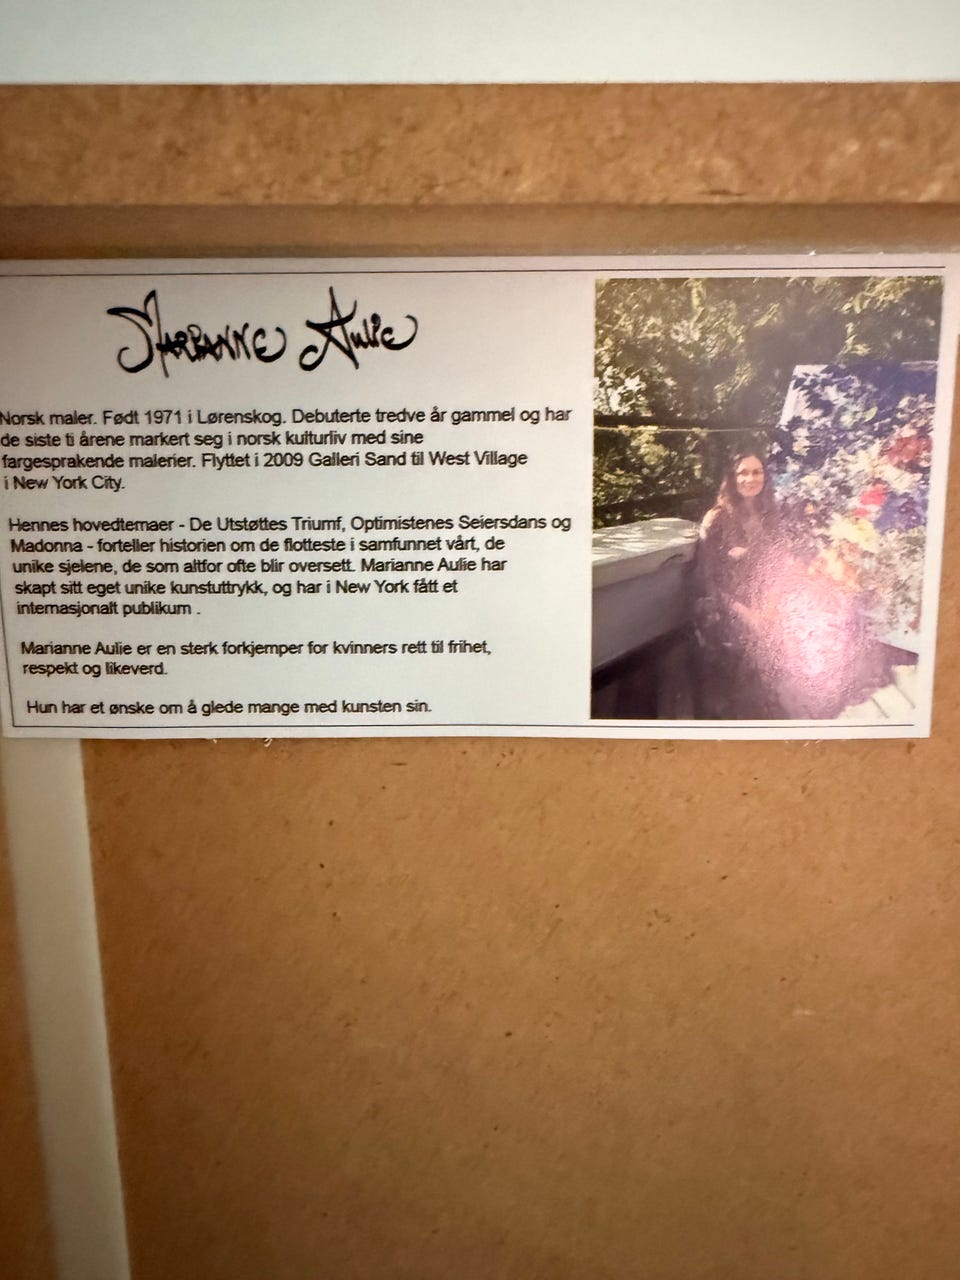 Marianne Aulie
Norsk maler. Født 1971 i Lørenskog. Debuterte tredve år gammel og har
de siste ti årene markert seg i norsk kulturliv med sine
fargesprakende malerier. Flyttet i 2009 Galleri Sand til West Village
i New York City.
Hennes hovedtemaer - De Utstøttes Triumf, Optimistenes Seiersdans og
Madonna - forteller historien om de flotteste i samfunnet vårt, de
unike sjelene, de som altfor ofte blir oversett. Marianne Aulie har
skapt sitt eget unike kunstuttrykk, og har i New York fått et
internasjonalt publikum .
Marianne Aulie er en sterk forkjemper for kvinners rett til frihet,
respekt og likeverd.
Hun har et ønske om å glede mange med kunsten sin.